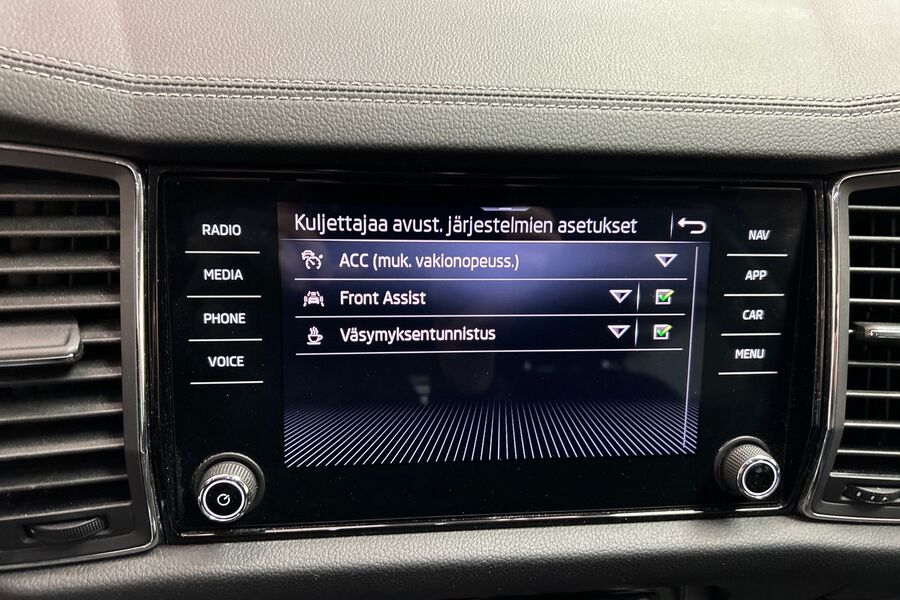 RADIO
MEDIA
PHONE
VOICE
Kuljettajaa avust. järjestelmien asetukset
ACC (muk. vakionopeuss.)
Front Assist
Väsymyksentunnistus
NAV
APP
CAR
MENU